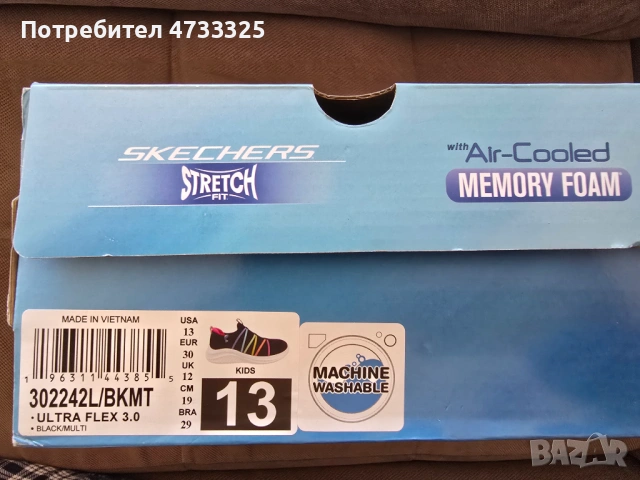 Потребител 4733325
SKECHERS
STRETCH
FIT
with Air-Cooled
MEMORY FOAM
MADE IN VIETNAM
1 96311 44385 5
302242L/BKMT
• ULTRA FLEX 3.0
• BLACK/MULTI
USA
13
EUR
30
UK
12
CM
19
BRA
29
KIDS
13
MACHINE
WASHABLE
BAZAR